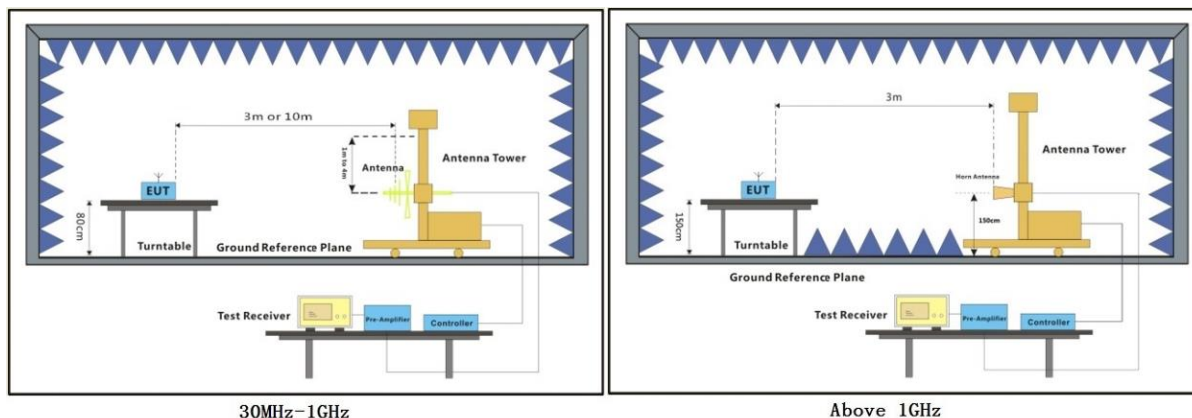 3m or 10m
1m to 4m
Antenna
Antenna Tower
EUT
80cm
Turntable
Ground Reference Plane
Test Receiver
Pre-Amplifier
Controller
30MHz-1GHz
3m
Antenna Tower
Horn Antenna
EUT
150cm
150cm
Turntable
Ground Reference Plane
Test Receiver
Pre-Amplifier
Controller
Above 1GHz